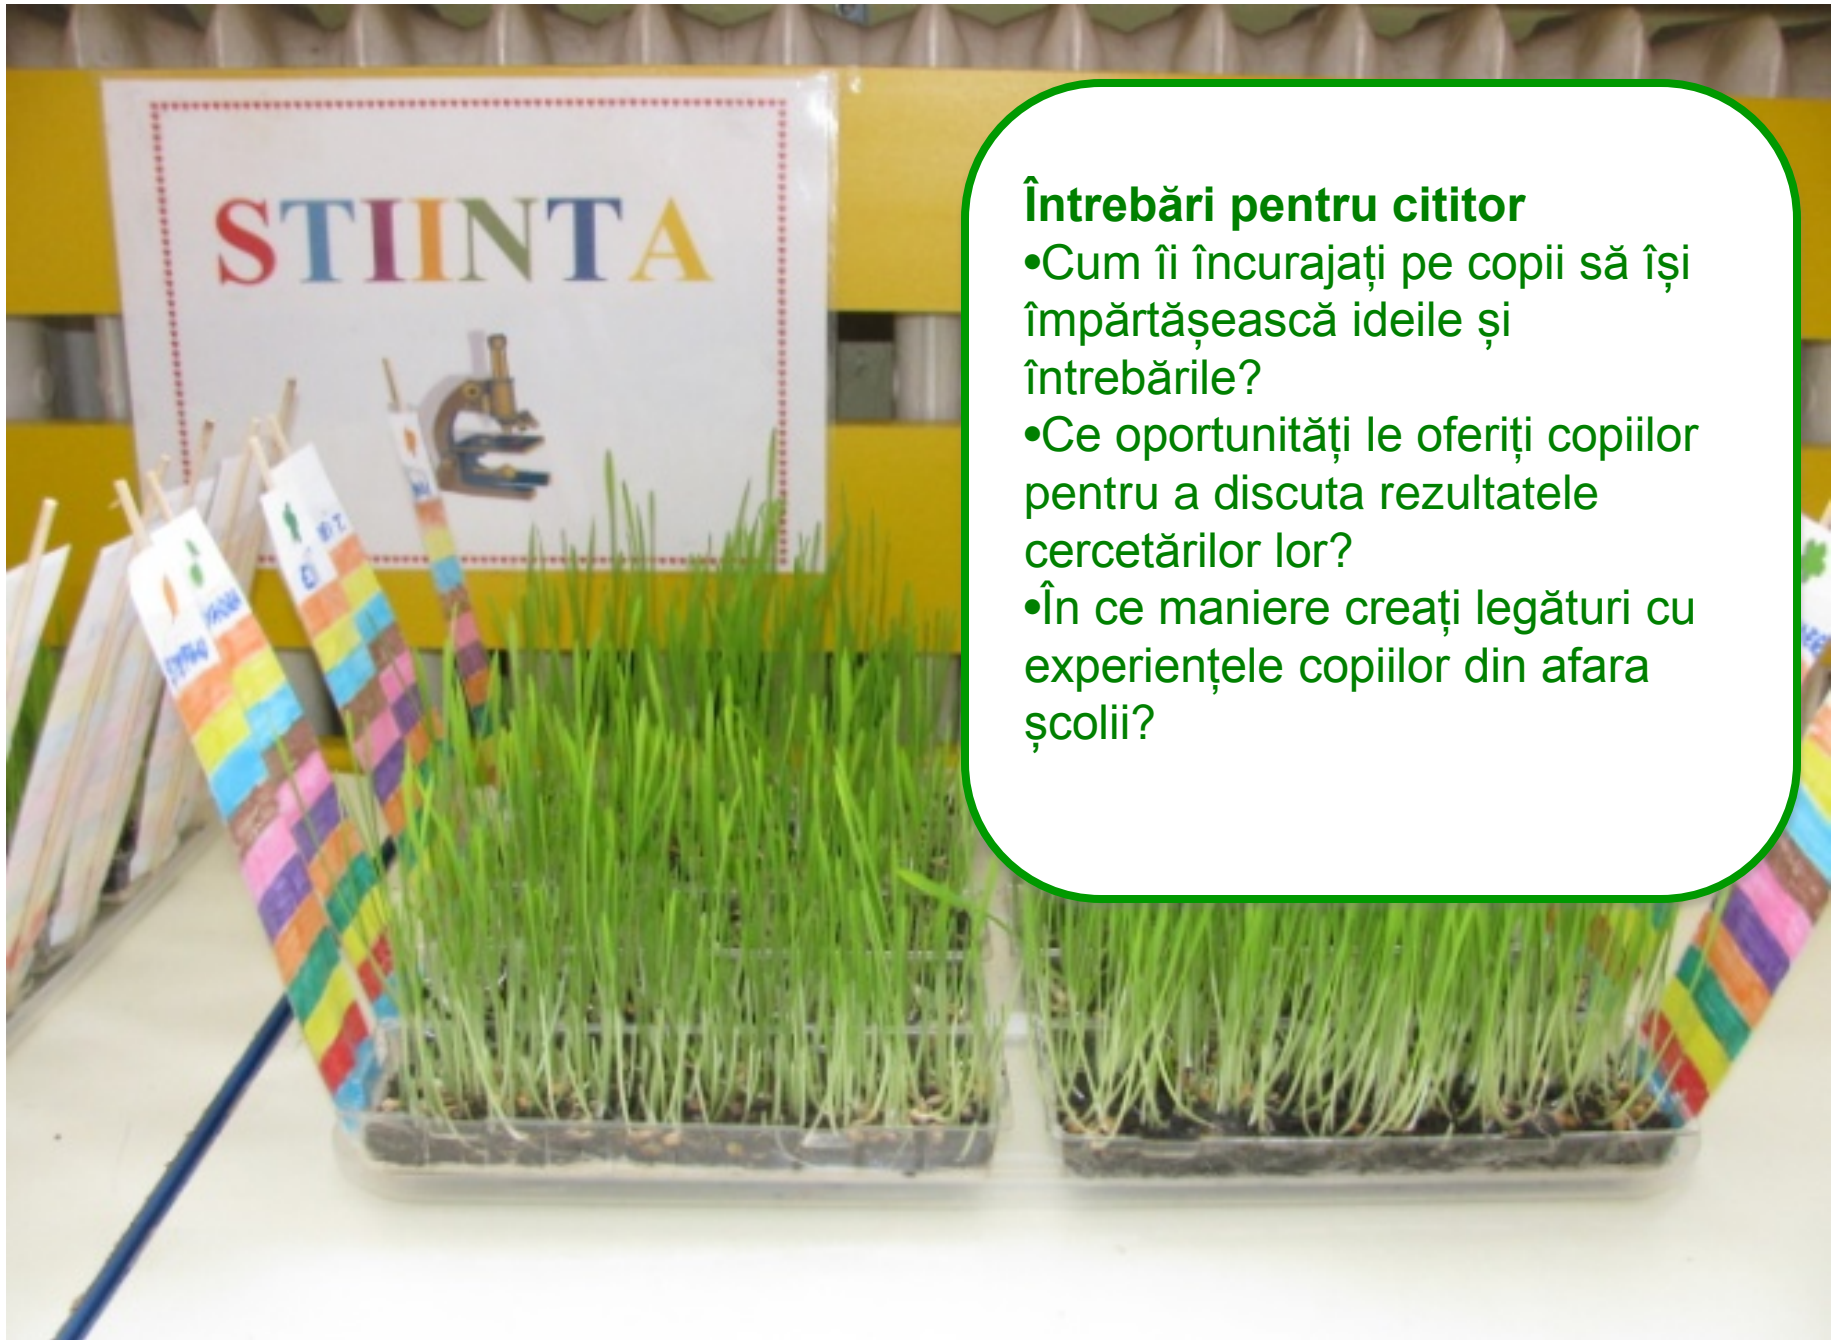 STIINTA
Întrebări pentru cititor
•Cum îi încurajați pe copii să își
împărtășească ideile și
întrebările?
•Ce oportunități le oferiți copiilor
pentru a discuta rezultatele
cercetărilor lor?
•În ce maniere creați legături cu
experiențele copiilor din afara
școlii?